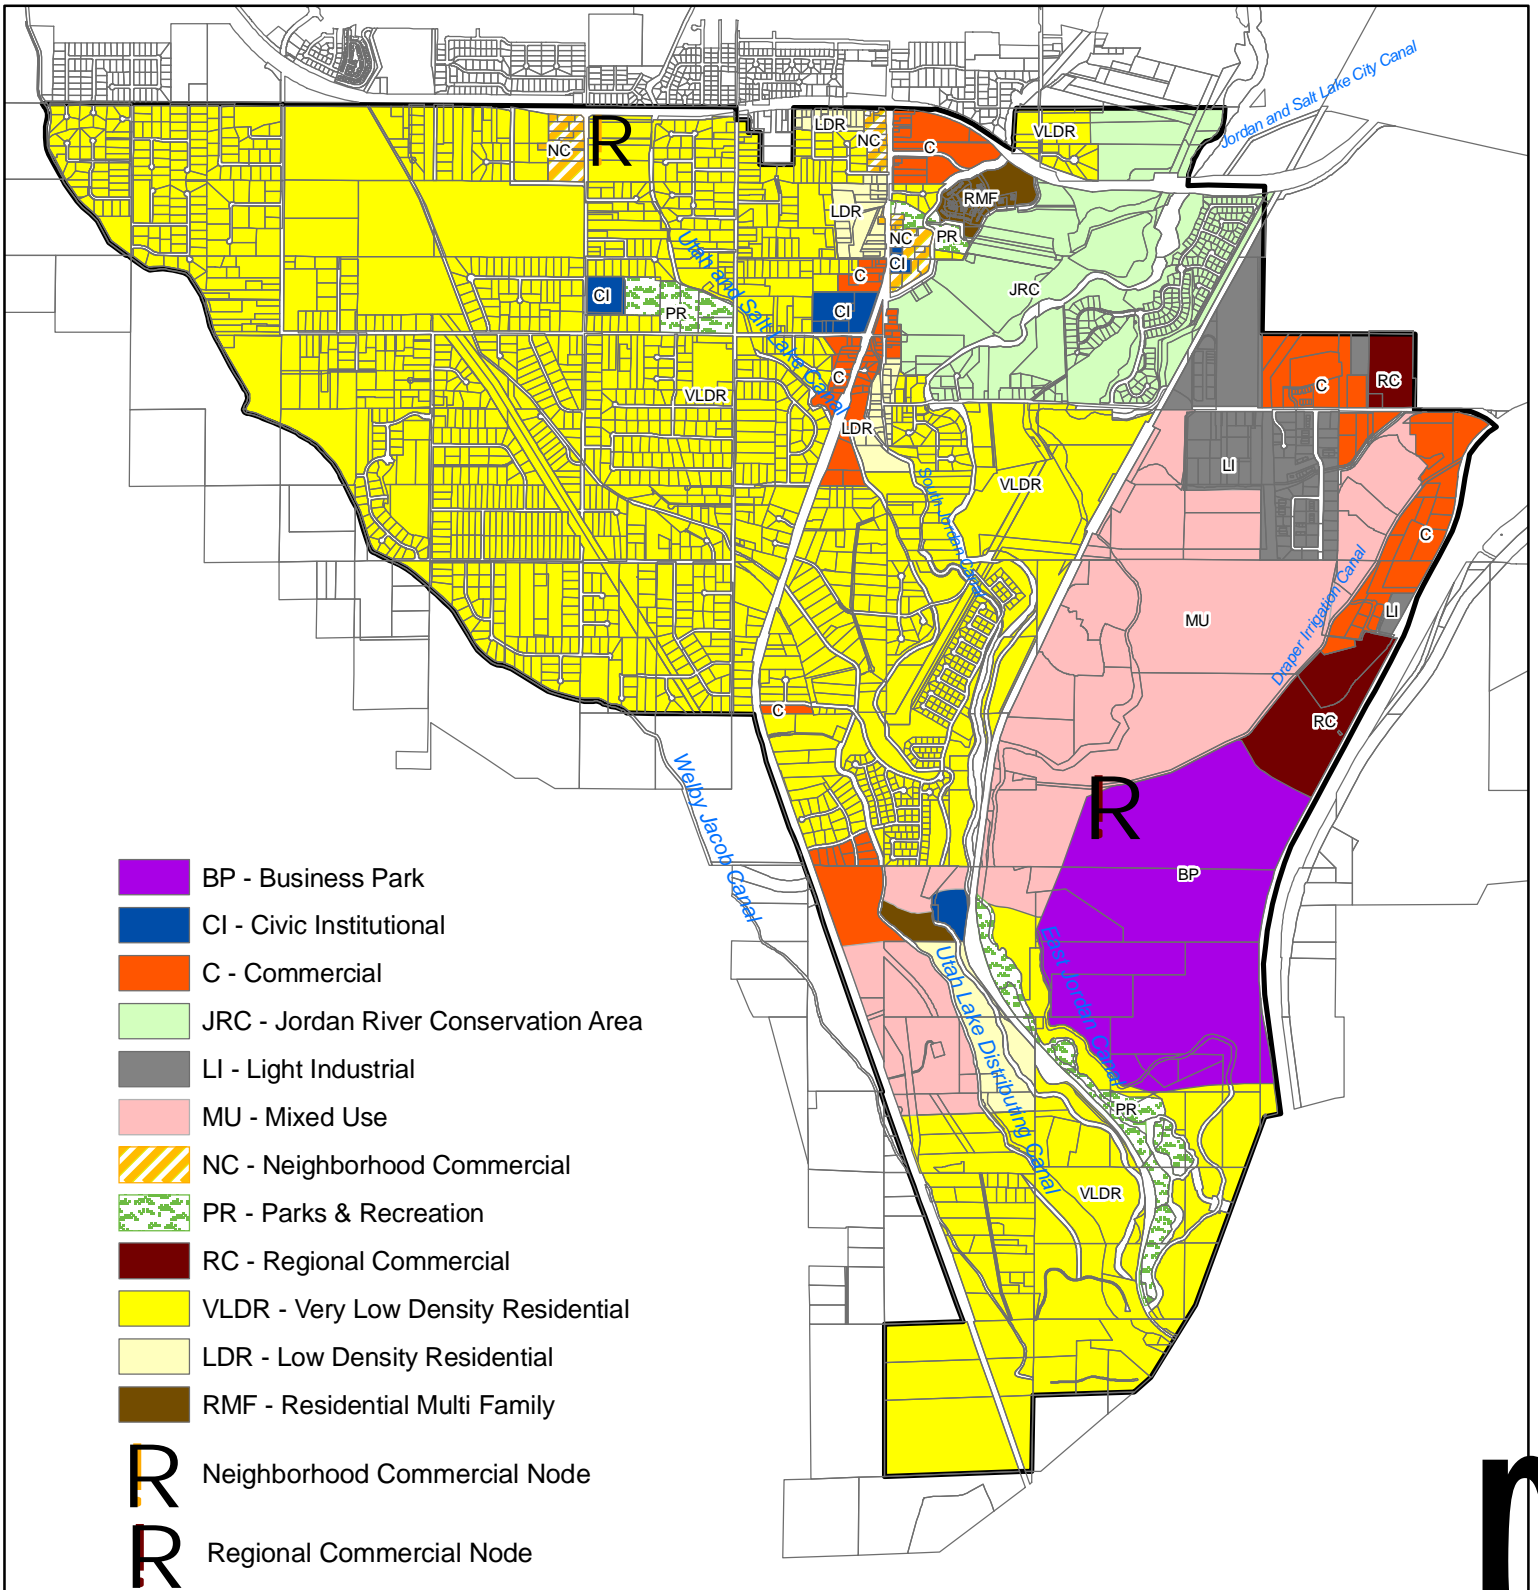 Jordan and Salt Lake City Canal
LDR
NC
C
VLDR
NC
R
RMF
LDR
NC
PR
CI
C
JRC
CI
PR
CI
Utah and Salt Lake Canal
C
RC
C
VLDR
LDR
LI
VLDR
South Jordan Canal
C
Draper Irrigation Canal
LI
MU
C
RC
Welby Jacob Canal
R
BP
East Jordan Canal
Utah Lake Distributing Canal
PR
VLDR
BP - Business Park
CI - Civic Institutional
C - Commercial
JRC - Jordan River Conservation Area
LI - Light Industrial
MU - Mixed Use
NC - Neighborhood Commercial
PR - Parks & Recreation
RC - Regional Commercial
VLDR - Very Low Density Residential
LDR - Low Density Residential
RMF - Residential Multi Family
R Neighborhood Commercial Node
R Regional Commercial Node